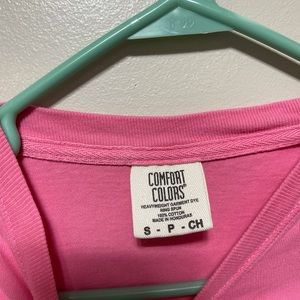 COMFORT
COLORS®
HEAVYWEIGHT GARMENT DYE
RING SPUN
100% COTTON
MADE IN HONDURAS
S - P - CH